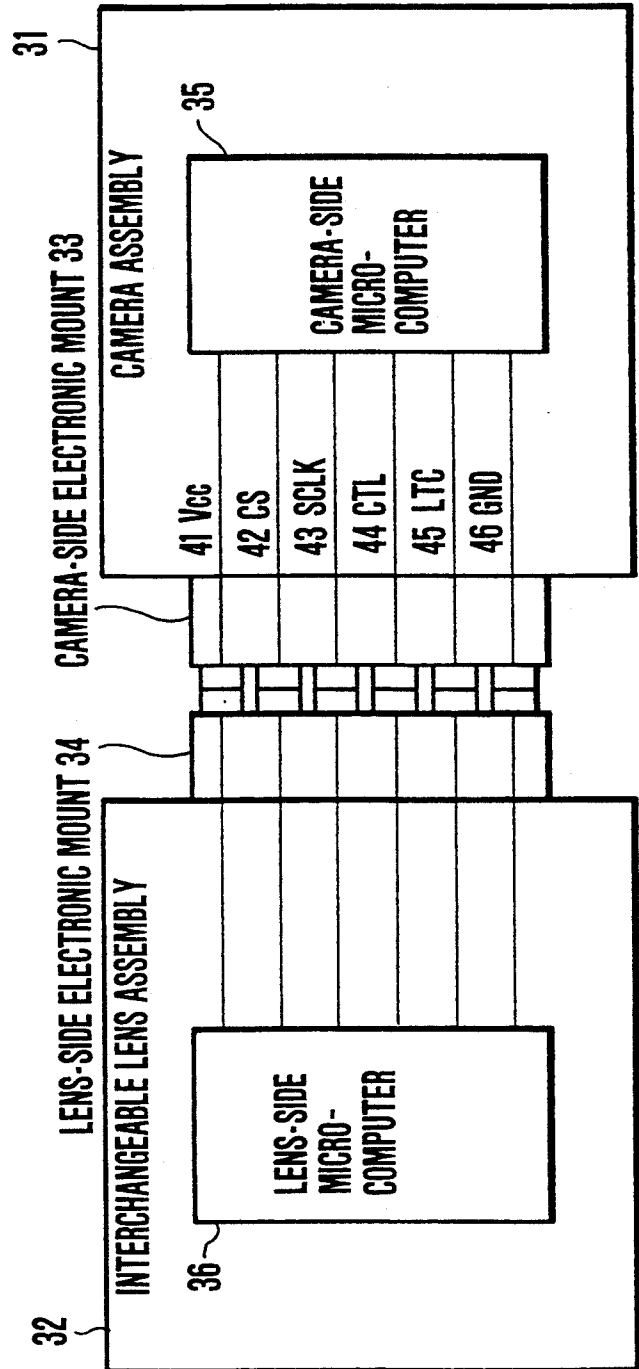 LENS-SIDE ELECTRONIC MOUNT 34
CAMERA-SIDE ELECTRONIC MOUNT 33
32
31
INTERCHANGEABLE LENS ASSEMBLY
CAMERA ASSEMBLY
36
35
LENS-SIDE
MICRO-
COMPUTER
41 Vcc
42 CS
43 SCLK
44 CTL
45 LTC
46 GND
CAMERA-SIDE
MICRO-
COMPUTER